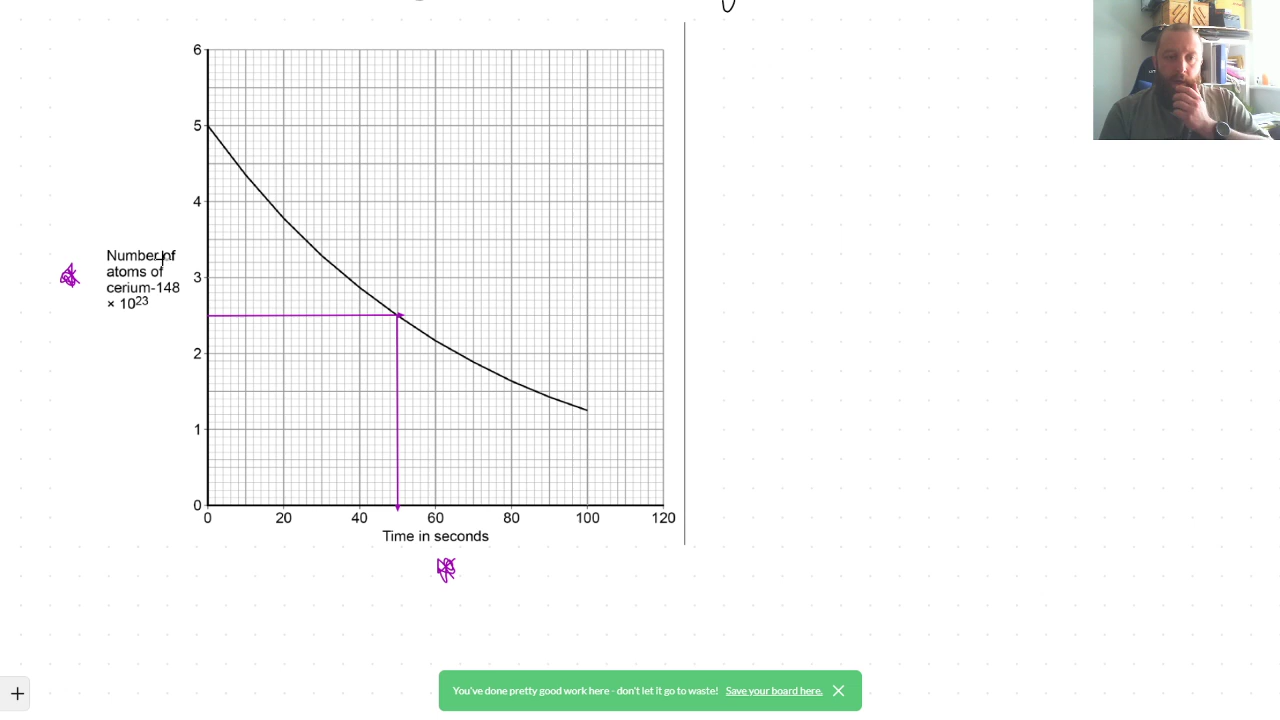 6
5
4
Number of
atoms of
cerium-148
× 10²³
3
2
1
0
0 20 40 60 80 100 120
Time in seconds
You've done pretty good work here - don't let it go to waste! Save your board here.